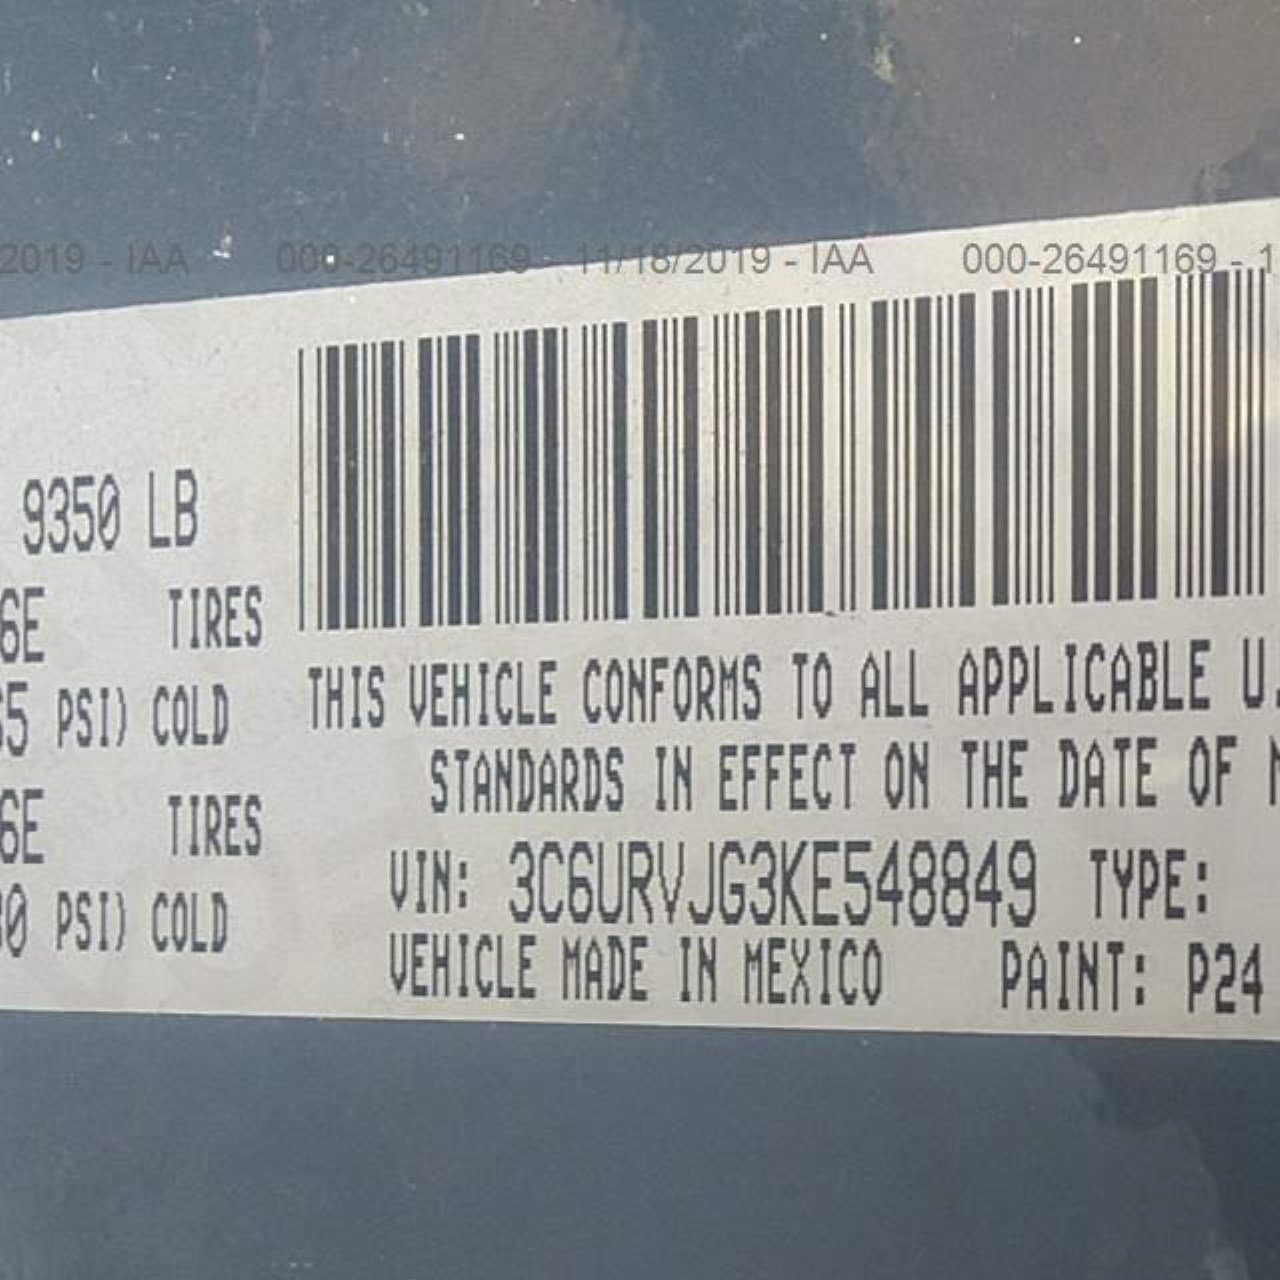 2019 - IAA 000-26491169 - 11/18/2019 - IAA 000-26491169 - 1
9350 LB
6E TIRES
65 PSI) COLD
6E TIRES
80 PSI) COLD
THIS VEHICLE CONFORMS TO ALL APPLICABLE U.
STANDARDS IN EFFECT ON THE DATE OF
VIN: 3C6URVJG3KE548849 TYPE:
VEHICLE MADE IN MEXICO PAINT: P24